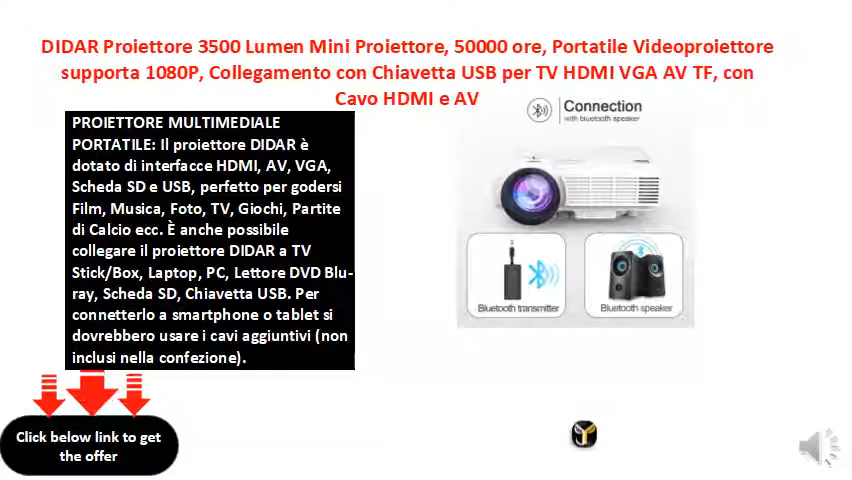 DIDAR Proiettore 3500 Lumen Mini Proiettore, 50000 ore, Portatile Videoproiettore
supporta 1080P, Collegamento con Chiavetta USB per TV HDMI VGA AV TF, con
Cavo HDMI e AV
Connection
with bluetooth speaker
PROIETTORE MULTIMEDIALE
PORTATILE: Il proiettore DIDAR è
dotato di interfacce HDMI, AV, VGA,
Scheda SD e USB, perfetto per godersi
Film, Musica, Foto, TV, Giochi, Partite
di Calcio ecc. È anche possibile
collegare il proiettore DIDAR a TV
Stick/Box, Laptop, PC, Lettore DVD Blu-
ray, Scheda SD, Chiavetta USB. Per
connetterlo a smartphone o tablet si
dovrebbero usare i cavi aggiuntivi (non
inclusi nella confezione).
Bluetooth transmitter
Bluetooth speaker
Click below link to get
the offer